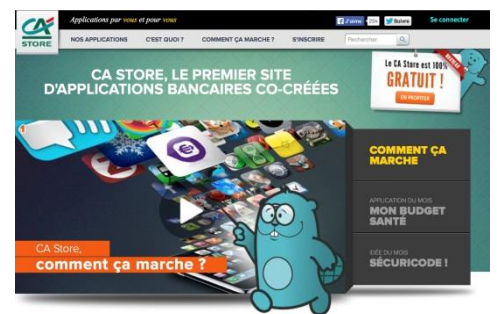 CA
STORE
Applications par vous et pour vous
J'aime
25k
Suivre
Se connecter
NOS APPLICATIONS
C'EST QUOI ?
COMMENT ÇA MARCHE ?
S'INSCRIRE
Rechercher
CA STORE, LE PREMIER SITE
D'APPLICATIONS BANCAIRES CO-CRÉÉES
Le CA Store est 100%
GRATUIT !
EN PROFITER
COMMENT ÇA
MARCHE
APPLICATION DU MOIS
MON BUDGET
SANTÉ
IDÉE DU MOIS
SÉCURICODE !
CA Store,
comment ça marche ?